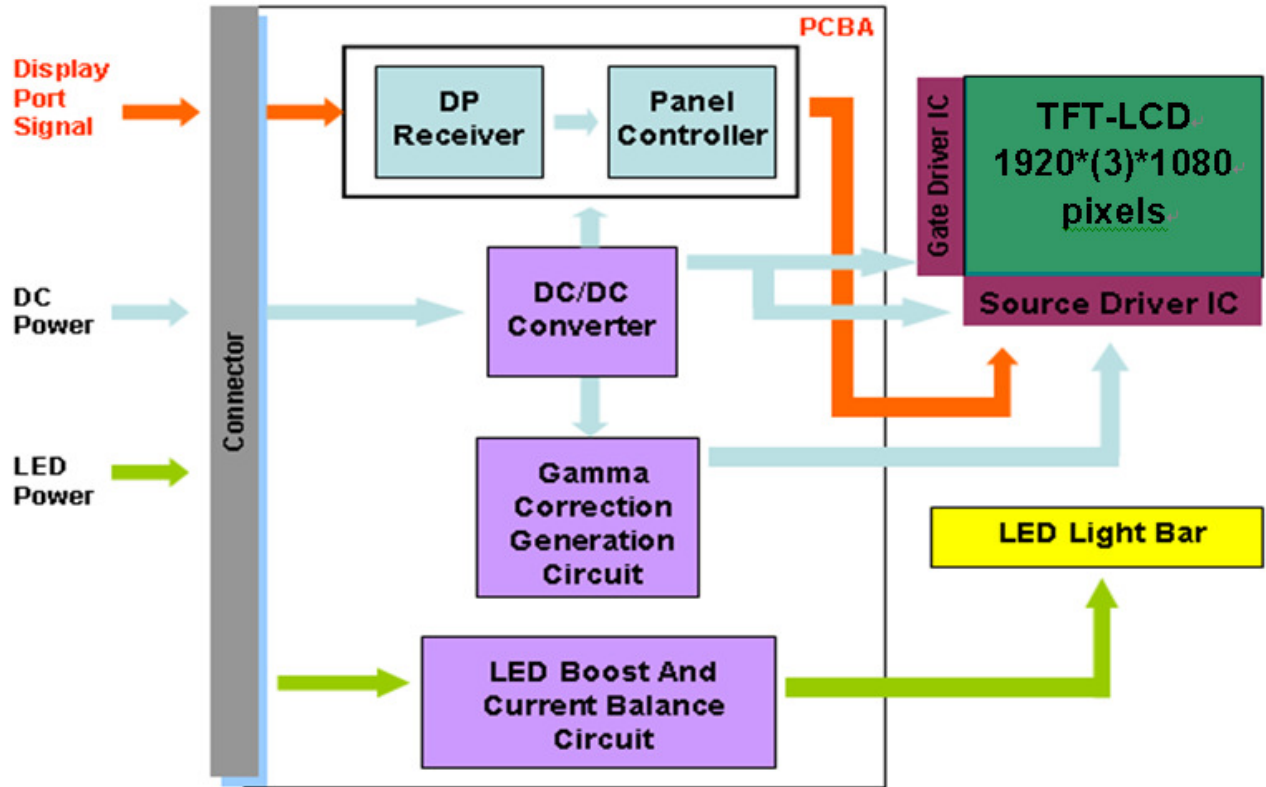 PCBA
Display
Port
Signal
DP
Receiver
Panel
Controller
Gate Driver IC
TFT-LCD
1920*(3)*1080
pixels
Source Driver IC
DC
Power
DC/DC
Converter
Connector
LED
Power
Gamma
Correction
Generation
Circuit
LED Light Bar
LED Boost And
Current Balance
Circuit